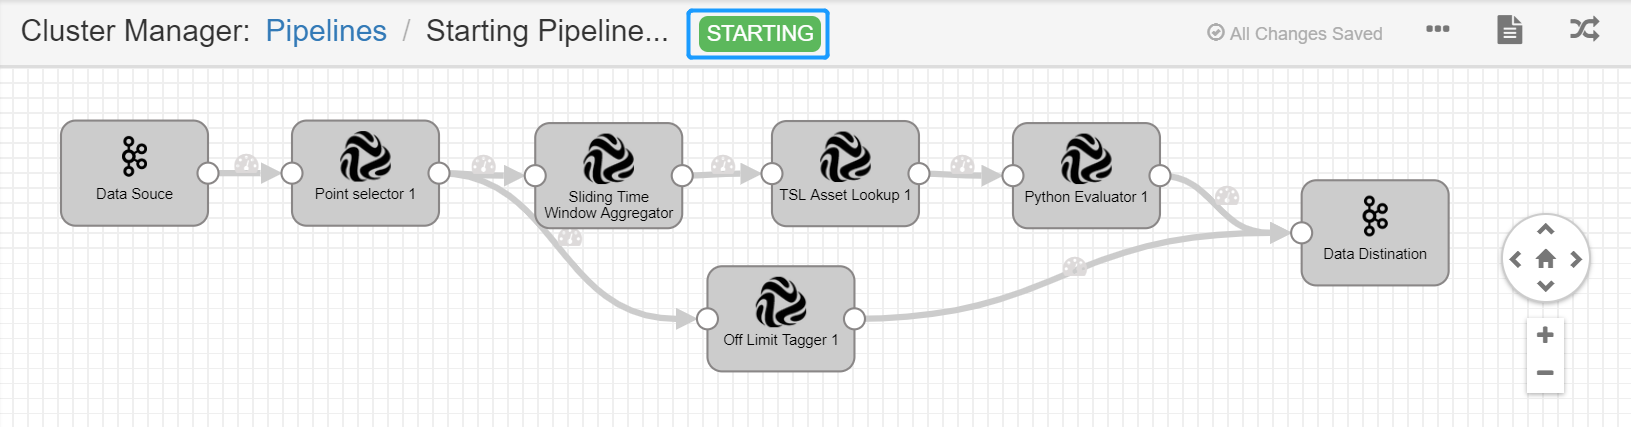 Cluster Manager: Pipelines / Starting Pipeline... STARTING
All Changes Saved
Data Souce
Point selector 1
Sliding Time
Window Aggregator
TSL Asset Lookup 1
Python Evaluator 1
Data Distination
Off Limit Tagger 1